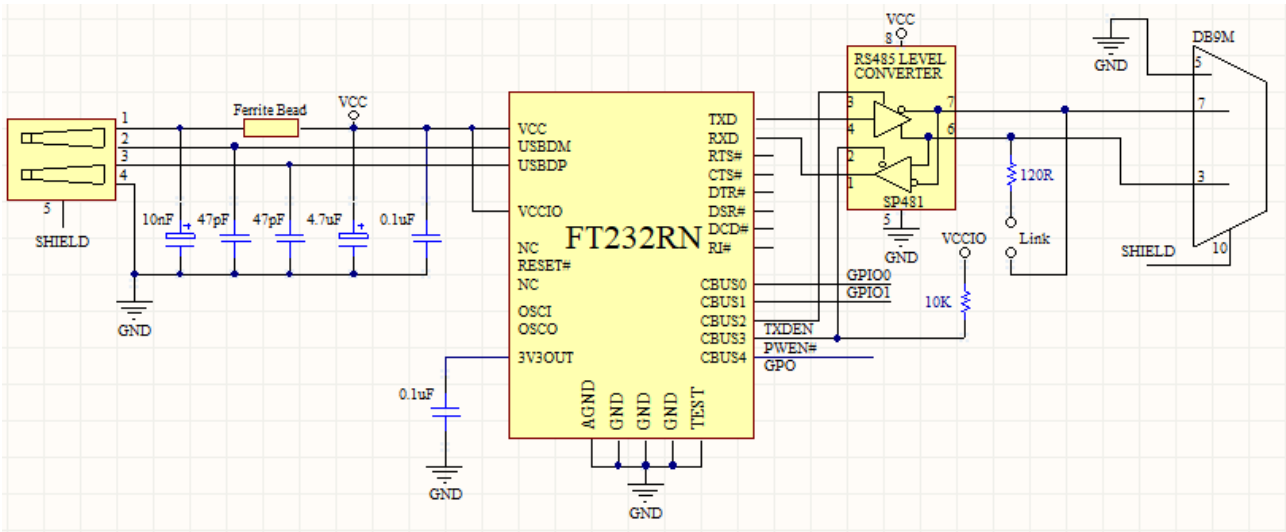 VCC
8
DB9M
GND
5
RS485 LEVEL
CONVERTER
Ferrite Bead
VCC
1
2
3
4
5
SHIELD
10nF
47pF
47pF
4.7uF
0.1uF
+
+
GND
VCC
USBDM
USBDP
VCCIO
NC
RESET#
NC
OSCI
OSCO
3V3OUT
FT232RN
TXD
RXD
RTS#
CTS#
DTR#
DSR#
DCD#
RI#
CBUS0
CBUS1
CBUS2
CBUS3
CBUS4
AGND
GND
GND
GND
TEST
GND
0.1uF
GND
3
4
2
1
7
6
SP481
5
GND
GPIO0
GPIO1
TXDEN
PWEN#
GPO
VCCIO
10K
120R
Link
7
3
10
SHIELD